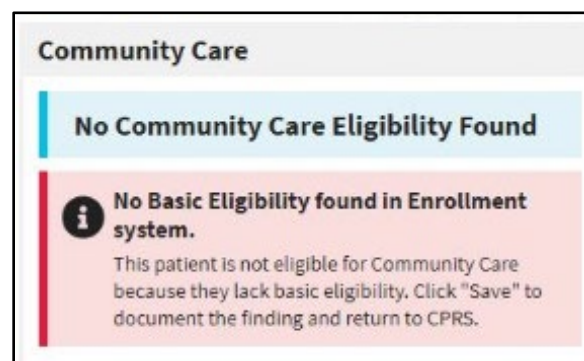 Community Care
No Community Care Eligibility Found
No Basic Eligibility found in Enrollment
system.
This patient is not eligible for Community Care
because they lack basic eligibility. Click "Save" to
document the finding and return to CPRS.